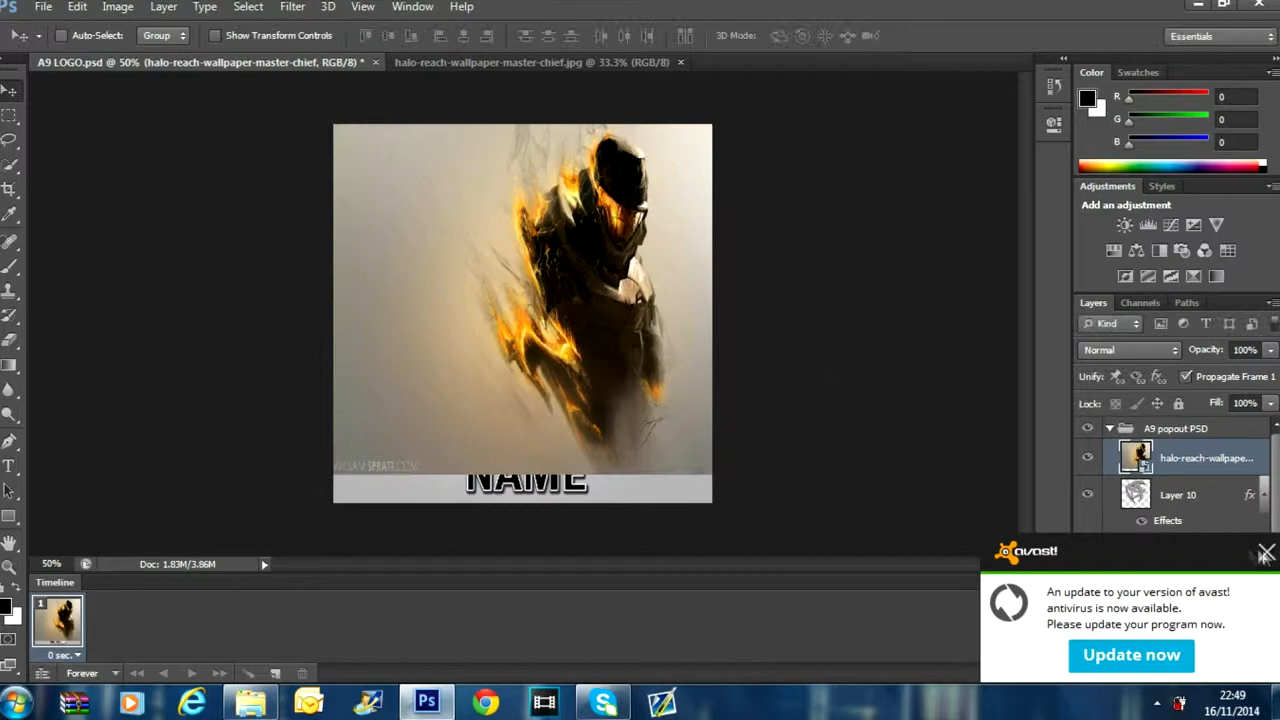 Ps File Edit Image Layer Type Select Filter 3D View Window Help
Auto-Select: Group Show Transform Controls 3D Mode: Essentials
A9 LOGO.psd @ 50% (halo-reach-wallpaper-master-chief, RGB/8) * × halo-reach-wallpaper-master-chief.jpg @ 33.3% (RGB/8) ×
Color Swatches
R 0
G 0
B 0
Adjustments Styles
Add an adjustment
Layers Channels Paths
Kind
Normal Opacity: 100%
Unify: Propagate Frame 1
Lock: Fill: 100%
A9 popout PSD
halo-reach-wallpape...
Layer 10 fx
Effects
NAME
50% Doc: 1.83M/3.86M
Timeline
1
0 sec.
Forever
avast!
An update to your version of avast!
antivirus is now available.
Please update your program now.
Update now
Ps
22:49
16/11/2014